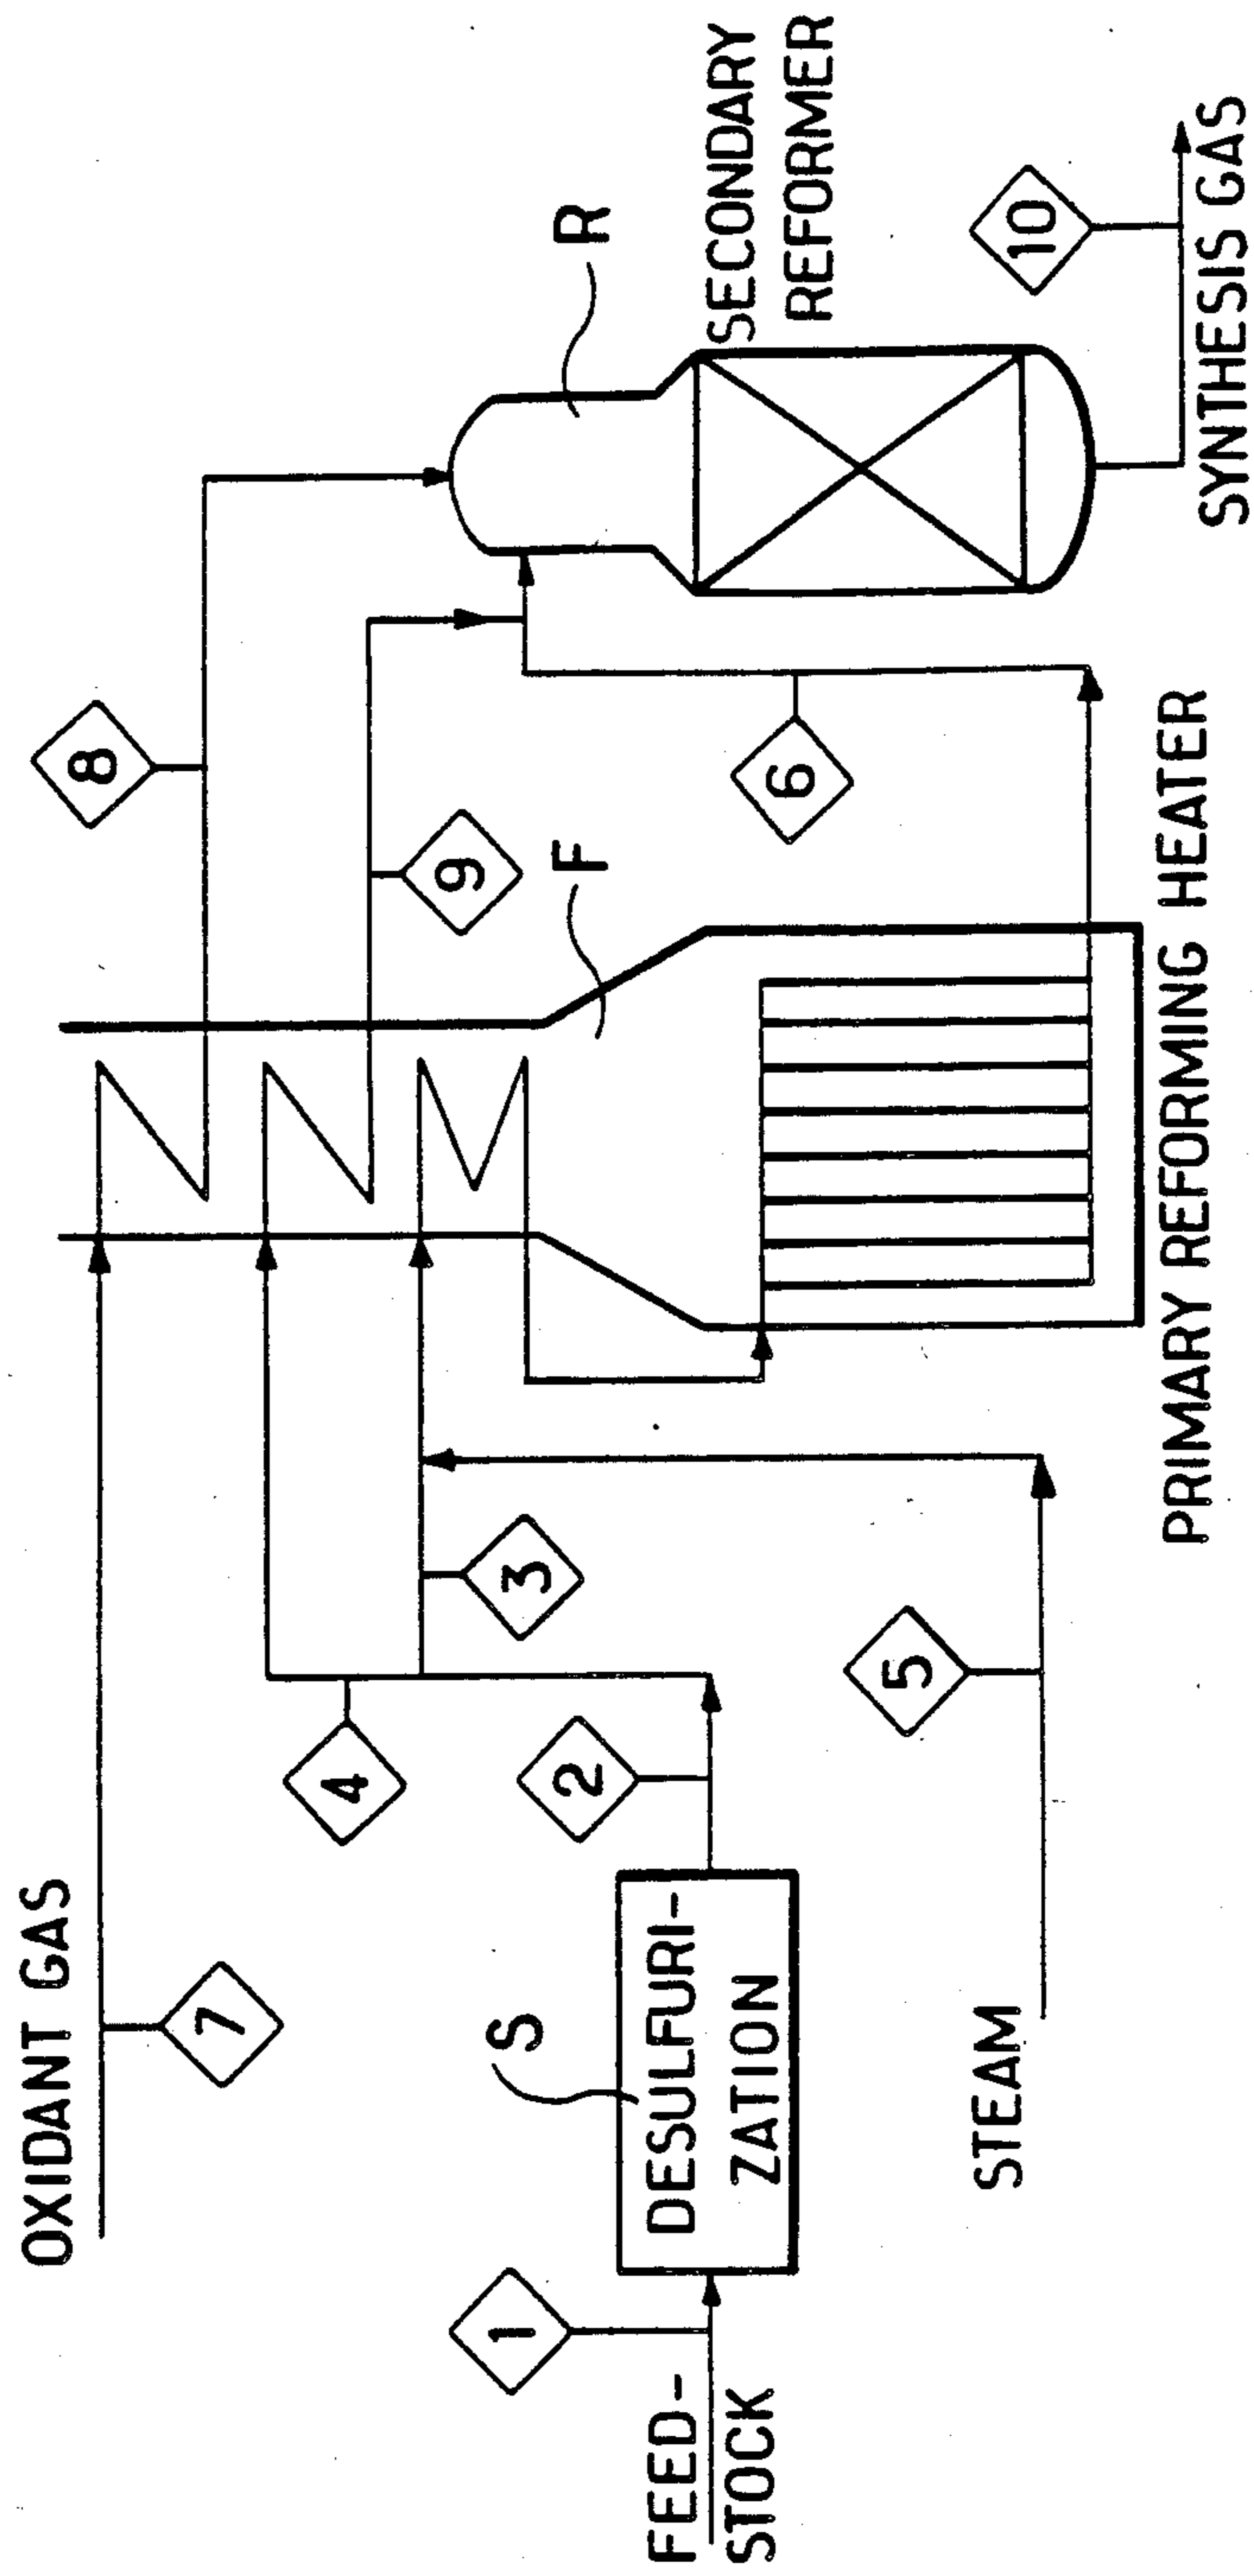 OXIDANT GAS
7
8
9
4
3
2
1
5
6
10
S
F
R
FEED-
STOCK
DESULFURI-
ZATION
STEAM
PRIMARY REFORMING HEATER
SECONDARY
REFORMER
SYNTHESIS GAS